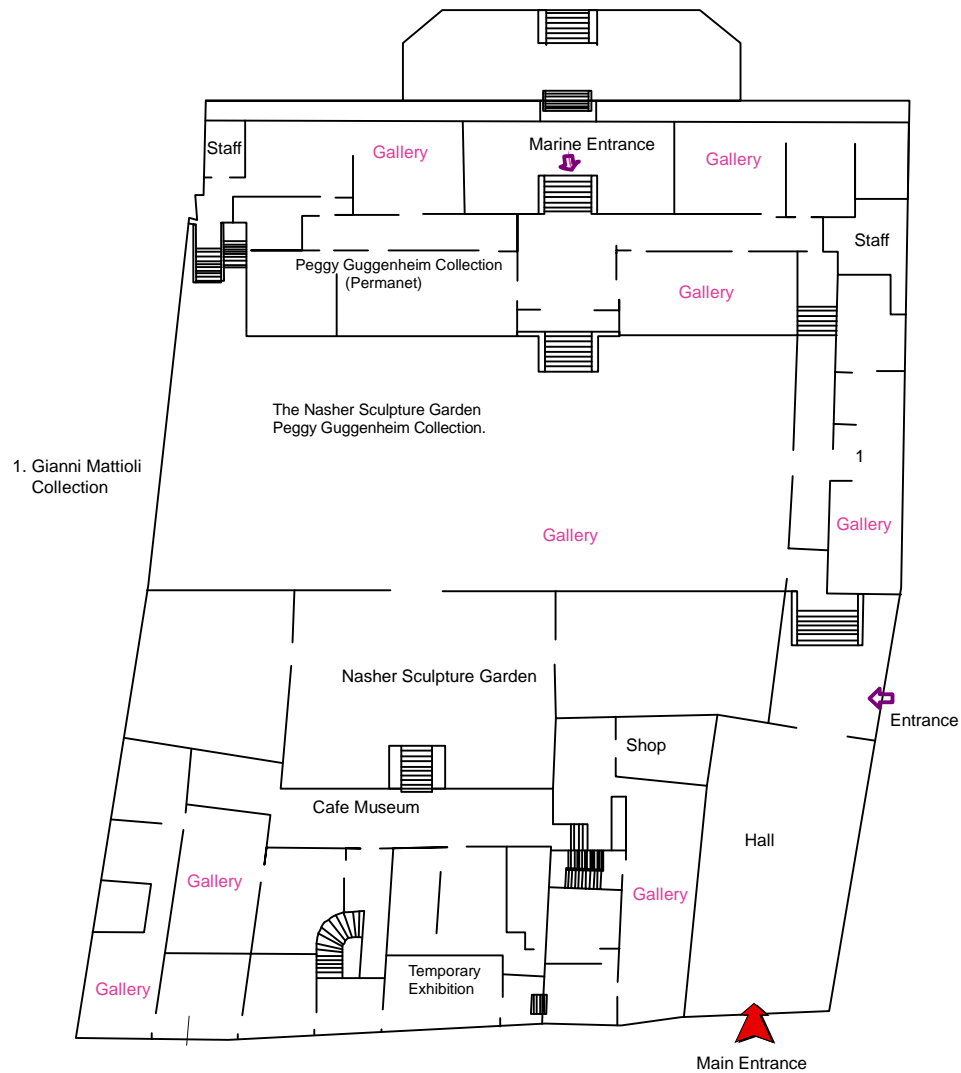 Staff
Gallery
Marine Entrance
Gallery
Staff
Peggy Guggenheim Collection
(Permanet)
Gallery
The Nasher Sculpture Garden
Peggy Guggenheim Collection.
1. Gianni Mattioli
Collection
1
Gallery
Gallery
Nasher Sculpture Garden
Entrance
Shop
Cafe Museum
Hall
Gallery
Gallery
Temporary
Exhibition
Gallery
Main Entrance